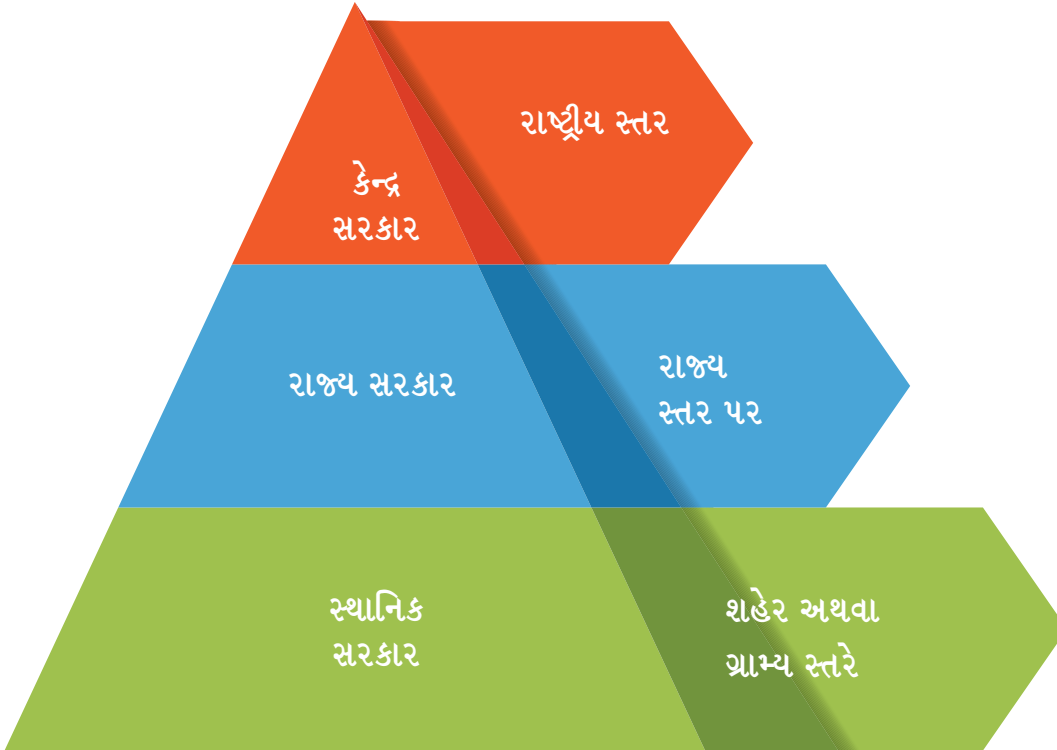 રાષ્ટ્રીય સ્તર
કેન્દ્ર
સરકાર
રાજ્ય સરકાર
રાજ્ય
સ્તર પર
સ્થાનિક
સરકાર
શહેર અથવા
ગ્રામ્ય સ્તરે